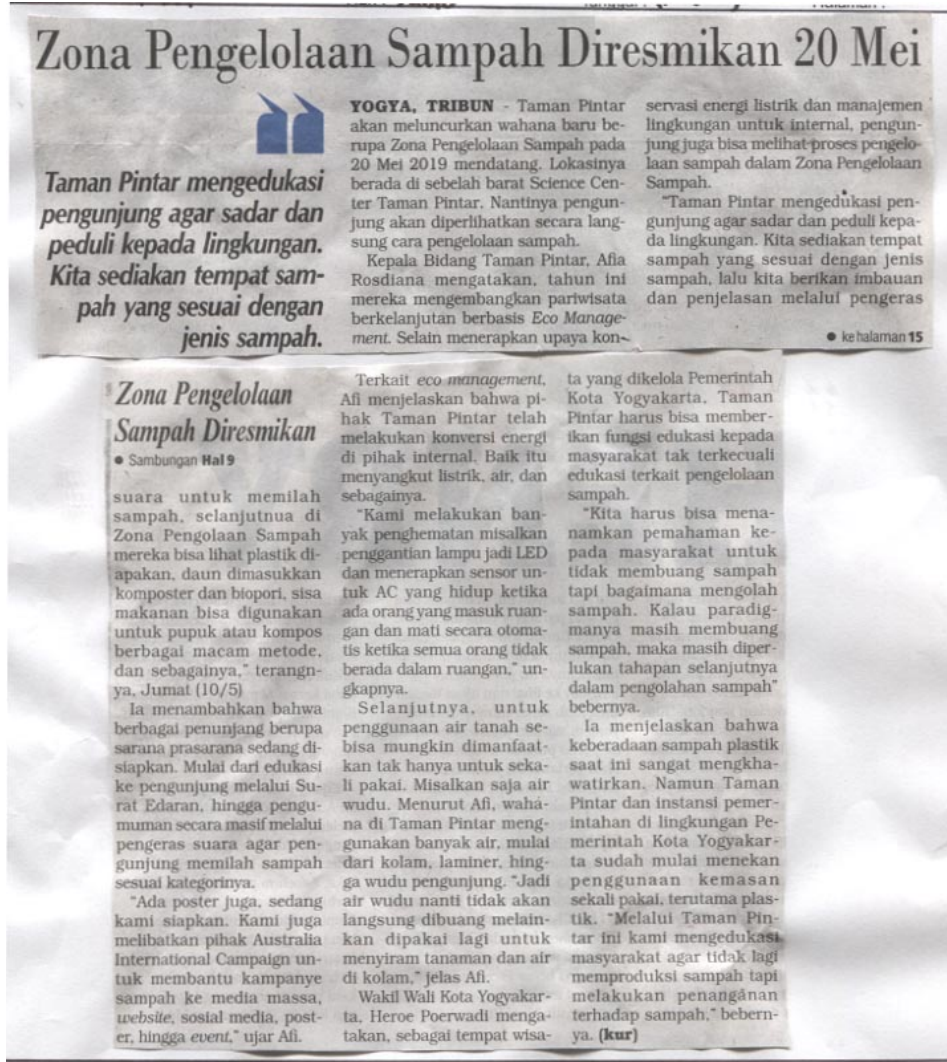 Zona Pengelolaan Sampah Diresmikan 20 Mei
Taman Pintar mengedukasi
pengunjung agar sadar dan
peduli kepada lingkungan.
Kita sediakan tempat sam-
pah yang sesuai dengan
jenis sampah.
YOGYA, TRIBUN - Taman Pintar
akan meluncurkan wahana baru be-
rupa Zona Pengelolaan Sampah pada
20 Mei 2019 mendatang. Lokasinya
berada di sebelah barat Science Cen-
ter Taman Pintar. Nantinya pengun-
jung akan diperlihatkan secara lang-
sung cara pengelolaan sampah.
Kepala Bidang Taman Pintar, Afia
Rosdiana mengatakan, tahun ini
mereka mengembangkan pariwisata
berkelanjutan berbasis Eco Manage-
ment. Selain menerapkan upaya kon-
servasi energi listrik dan manajemen
lingkungan untuk internal, pengun-
jung juga bisa melihat proses pengelo-
laan sampah dalam Zona Pengelolaan
Sampah.
"Taman Pintar mengedukasi pen-
gunjung agar sadar dan peduli kepa-
da lingkungan. Kita sediakan tempat
sampah yang sesuai dengan jenis
sampah, lalu kita berikan imbauan
dan penjelasan melalui pengeras
● ke halaman 15
Zona Pengelolaan
Sampah Diresmikan
● Sambungan Hal 9
suara untuk memilah
sampah, selanjutnua di
Zona Pengolaan Sampah
mereka bisa lihat plastik di-
apakan, daun dimasukkan
komposter dan biopori, sisa
makanan bisa digunakan
untuk pupuk atau kompos
berbagai macam metode,
dan sebagainya," terangn-
ya, Jumat (10/5)
Ia menambahkan bahwa
berbagai penunjang berupa
sarana prasarana sedang di-
siapkan. Mulai dari edukasi
ke pengunjung melalui Su-
rat Edaran, hingga pengu-
muman secara masif melalui
pengeras suara agar pen-
gunjung memilah sampah
sesuai kategorinya.
"Ada poster juga, sedang
kami siapkan. Kami juga
melibatkan pihak Australia
International Campaign un-
tuk membantu kampanye
sampah ke media massa,
website, sosial media, post-
er, hingga event," ujar Afi.
Terkait eco management,
Afi menjelaskan bahwa pi-
hak Taman Pintar telah
melakukan konversi energi
di pihak internal. Baik itu
menyangkut listrik, air, dan
sebagainya.
"Kami melakukan ban-
yak penghematan misalkan
penggantian lampu jadi LED
dan menerapkan sensor un-
tuk AC yang hidup ketika
ada orang yang masuk ruan-
gan dan mati secara otoma-
tis ketika semua orang tidak
berada dalam ruangan," un-
gkapnya.
Selanjutnya, untuk
penggunaan air tanah se-
bisa mungkin dimanfaat-
kan tak hanya untuk seka-
li pakai. Misalkan saja air
wudu. Menurut Afi, waha-
na di Taman Pintar meng-
gunakan banyak air, mulai
dari kolam, laminer, hing-
ga wudu pengunjung. "Jadi
air wudu nanti tidak akan
langsung dibuang melain-
kan dipakai lagi untuk
menyiram tanaman dan air
di kolam," jelas Afi.
Wakil Wali Kota Yogyakar-
ta, Heroe Poerwadi menga-
takan, sebagai tempat wisa-
ta yang dikelola Pemerintah
Kota Yogyakarta, Taman
Pintar harus bisa member-
ikan fungsi edukasi kepada
masyarakat tak terkecuali
edukasi terkait pengelolaan
sampah.
"Kita harus bisa mena-
namkan pemahaman ke-
pada masyarakat untuk
tidak membuang sampah
tapi bagaimana mengolah
sampah. Kalau paradig-
manya masih membuang
sampah, maka masih diper-
lukan tahapan selanjutnya
dalam pengolahan sampah"
bebernya.
Ia menjelaskan bahwa
keberadaan sampah plastik
saat ini sangat mengkha-
watirkan. Namun Taman
Pintar dan instansi pemer-
intahan di lingkungan Pe-
merintah Kota Yogyakar-
ta sudah mulai menekan
penggunaan kemasan
sekali pakai, terutama plas-
tik. "Melalui Taman Pin-
tar ini kami mengedukasi
masyarakat agar tidak lagi
memproduksi sampah tapi
melakukan penanganan
terhadap sampah," bebern-
ya. (kur)